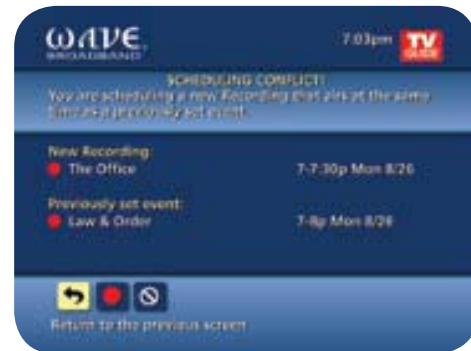 WAVE
BROADBAND
7:03pm
TV
GUIDE
SCHEDULING CONFLICT!
You are scheduling a new Recording that airs at the same
time as a previously set event.
New Recording:
The Office 7-7:30p Mon 8/26
Previously set event:
Law & Order 7-8p Mon 8/26
Return to the previous screen